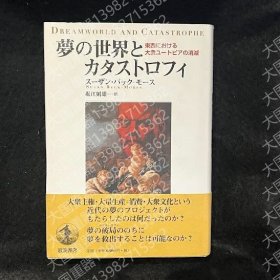 DREAMWORLD AND CATASTROPHE
夢の世界と
カタストロフィ
東西における
大衆ユートピアの消滅
スーザン・バック-モース
Susan Buck-Morss
堀江則雄 訳
大衆主権・大量生産・消費・大衆文化という
近代の夢のプロジェクトが
もたらしたのは何だったのか?
夢の破局ののちに
夢を救出することは可能なのか?
岩波書店